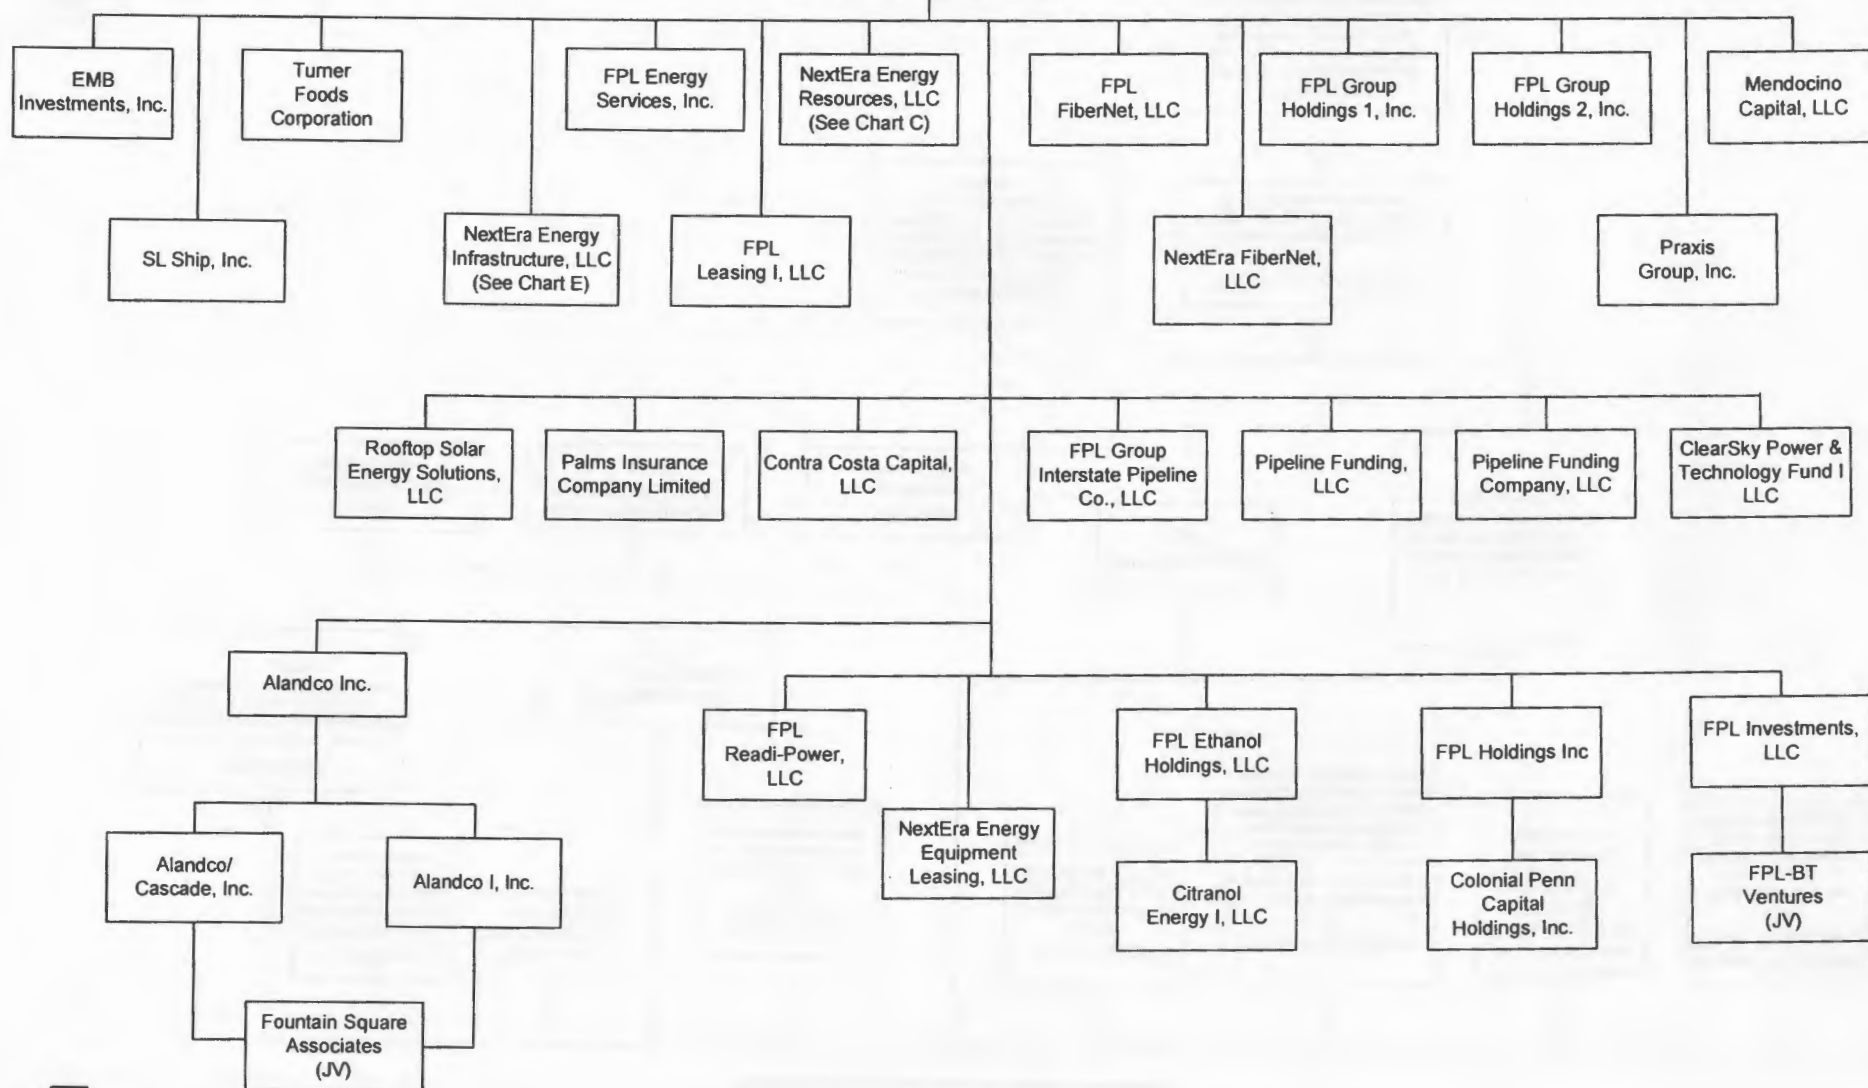 EMB
Investments, Inc.
Turner
Foods
Corporation
FPL Energy
Services, Inc.
NextEra Energy
Resources, LLC
(See Chart C)
FPL
FiberNet, LLC
FPL Group
Holdings 1, Inc.
FPL Group
Holdings 2, Inc.
Mendocino
Capital, LLC
SL Ship, Inc.
NextEra Energy
Infrastructure, LLC
(See Chart E)
FPL
Leasing I, LLC
NextEra FiberNet,
LLC
Praxis
Group, Inc.
Rooftop Solar
Energy Solutions,
LLC
Palms Insurance
Company Limited
Contra Costa Capital,
LLC
FPL Group
Interstate Pipeline
Co., LLC
Pipeline Funding,
LLC
Pipeline Funding
Company, LLC
ClearSky Power &
Technology Fund I
LLC
Alandco Inc.
FPL
Readi-Power,
LLC
FPL Ethanol
Holdings, LLC
FPL Holdings Inc
FPL Investments,
LLC
Alandco/
Cascade, Inc.
Alandco I, Inc.
NextEra Energy
Equipment
Leasing, LLC
Citranol
Energy I, LLC
Colonial Penn
Capital
Holdings, Inc.
FPL-BT
Ventures
(JV)
Fountain Square
Associates
(JV)